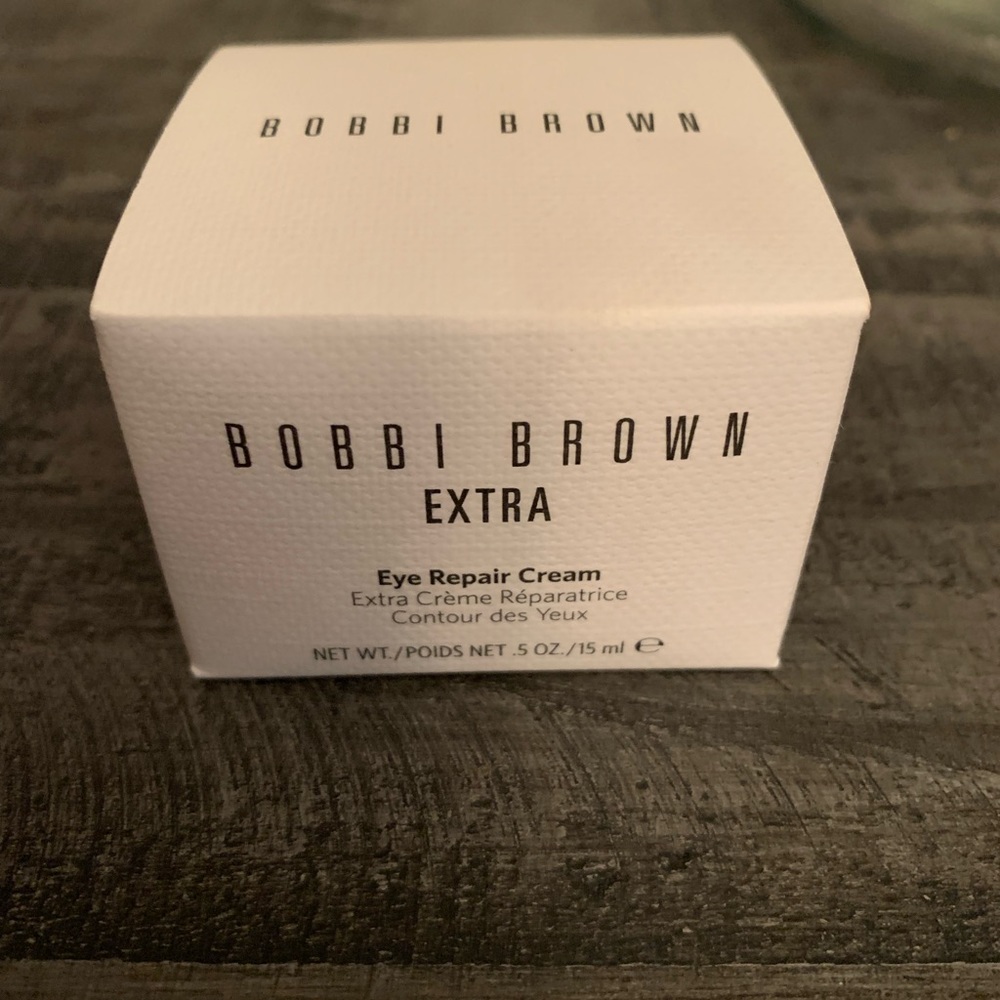 BOBBI BROWN
BOBBI BROWN
EXTRA
Eye Repair Cream
Extra Crème Réparatrice
Contour des Yeux
NET WT./POIDS NET .5 OZ./15 ml ℮